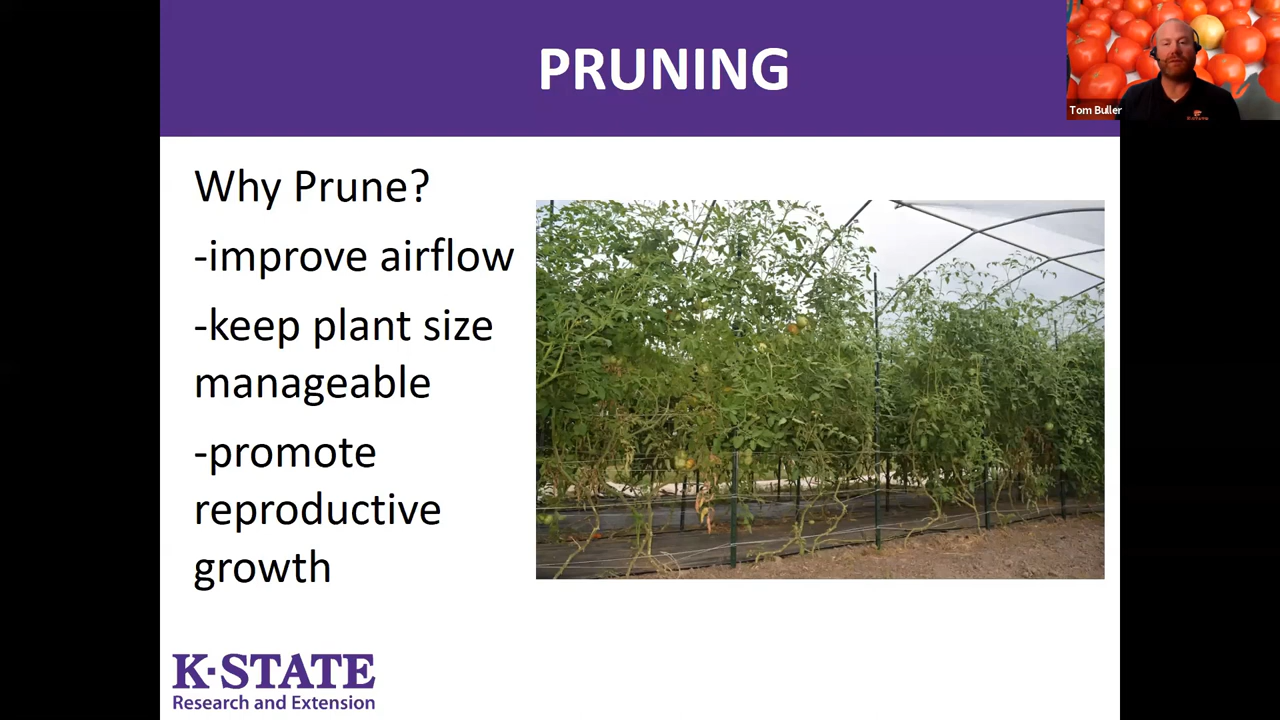 PRUNING
Tom Buller
Why Prune?
-improve airflow
-keep plant size
manageable
-promote
reproductive
growth
K-STATE
Research and Extension